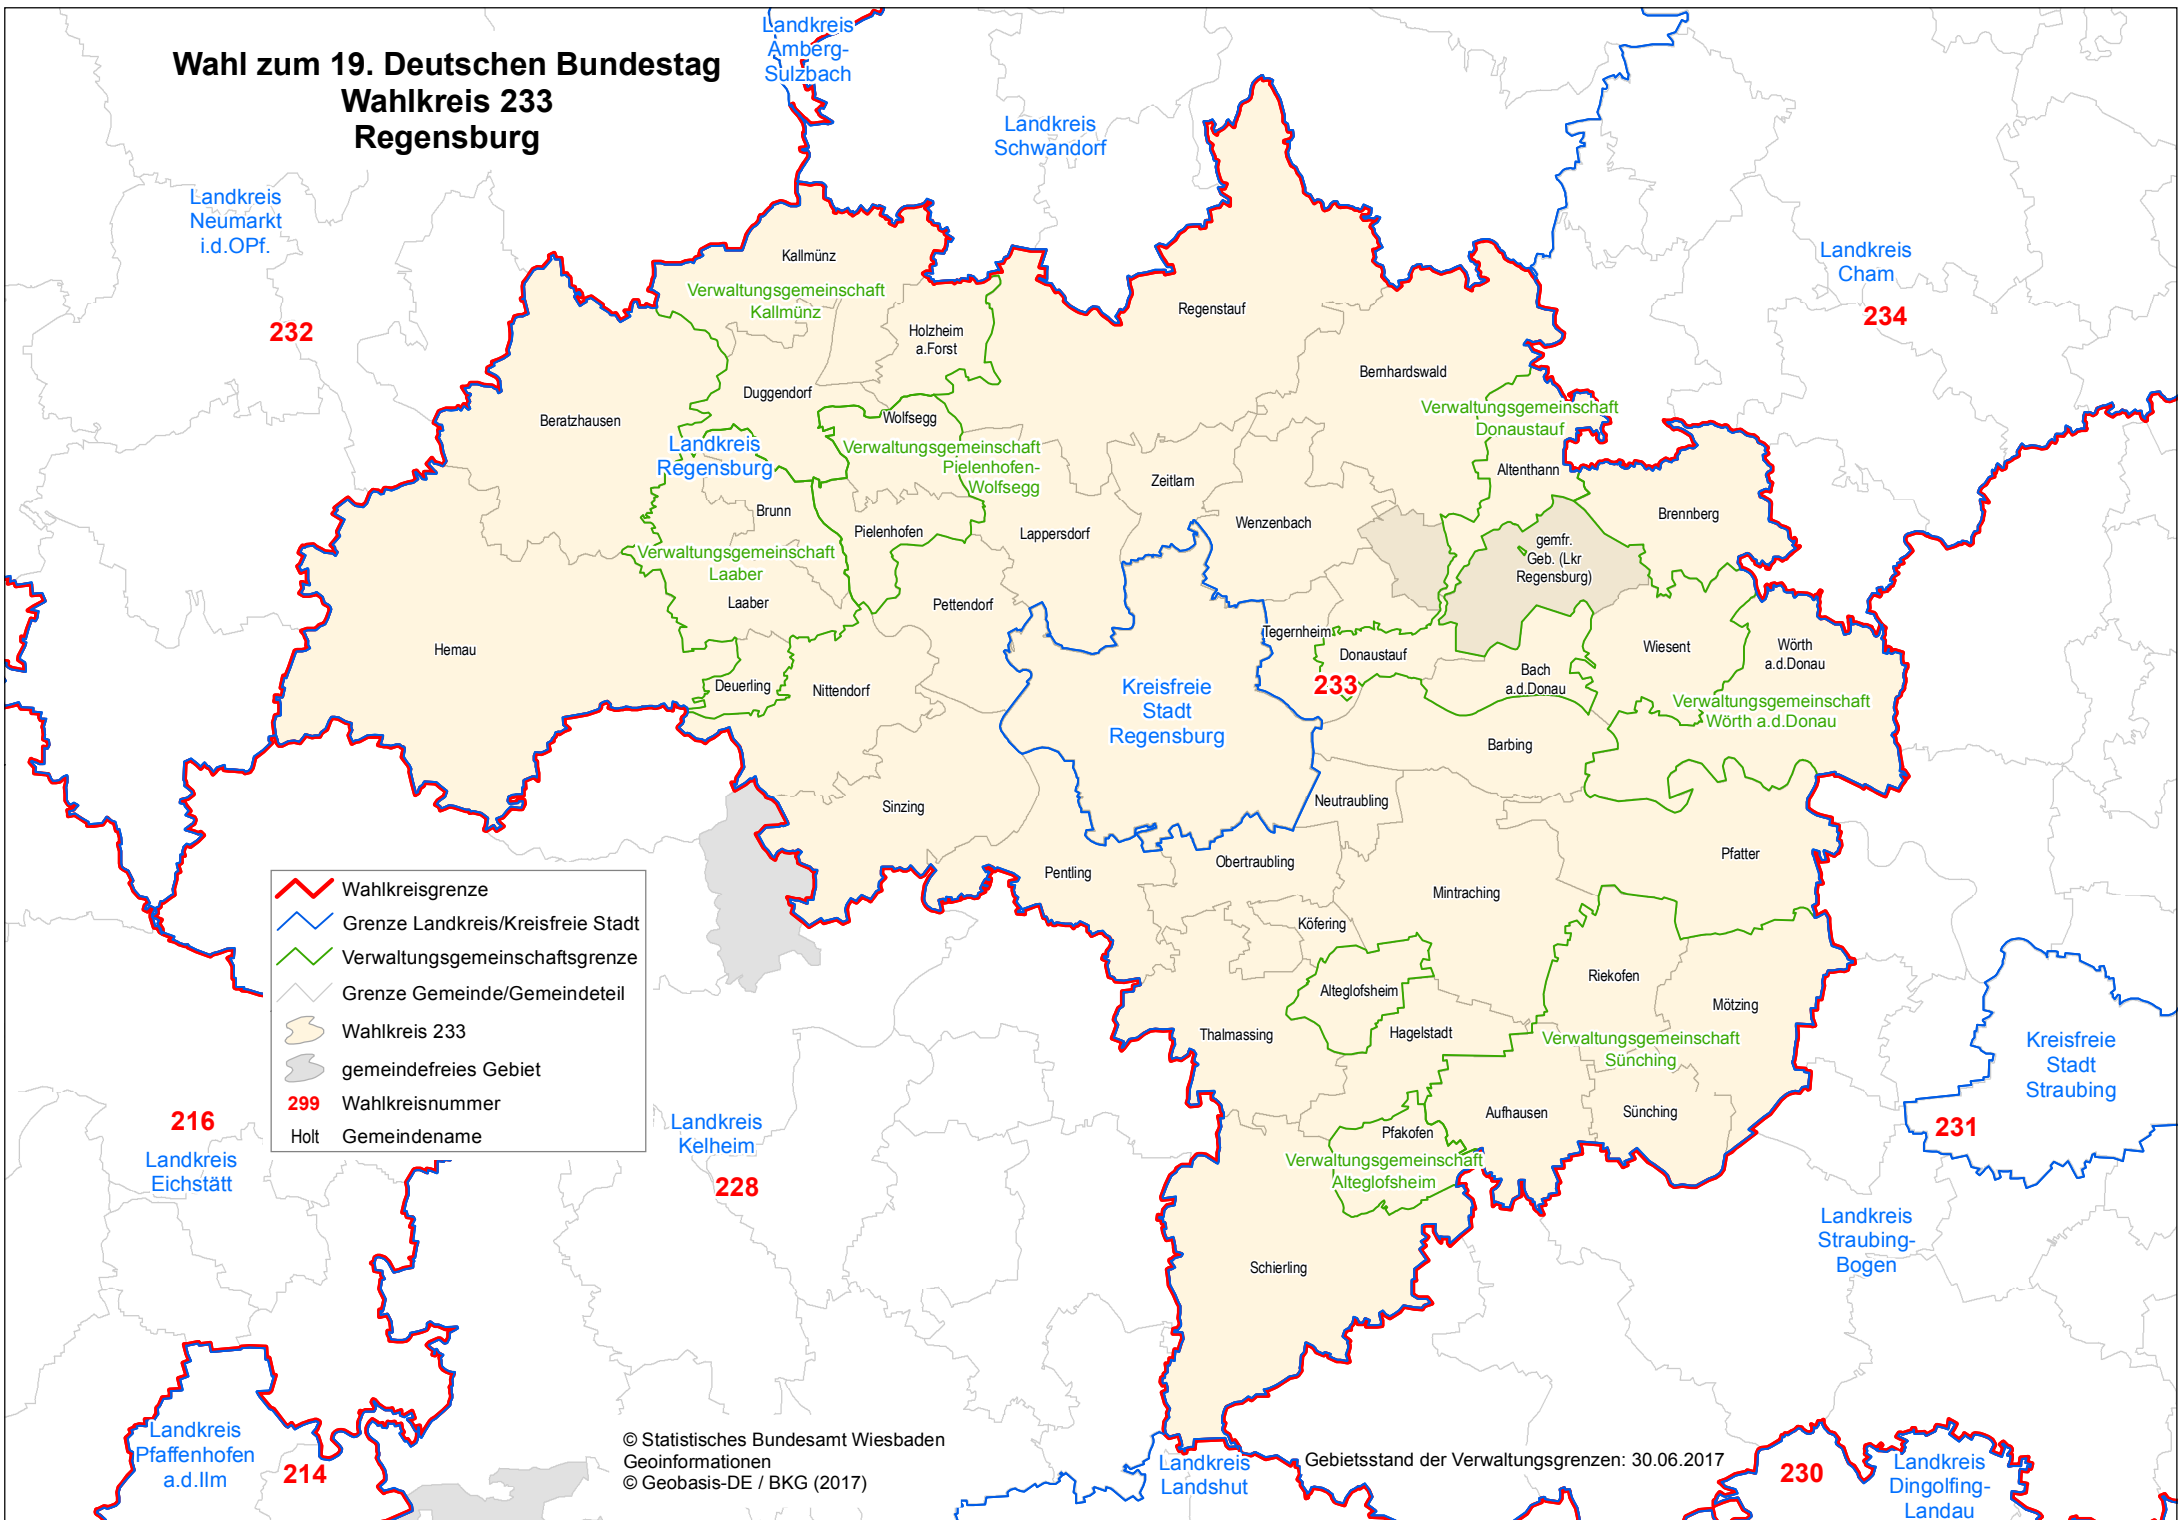 Wahl zum 19. Deutschen Bundestag
Wahlkreis 233
Regensburg
Landkreis
Amberg-
Sulzbach
Landkreis
Schwandorf
Landkreis
Neumarkt
i.d.OPf.
232
Landkreis
Cham
234
Kallmünz
Verwaltungsgemeinschaft
Kallmünz
Holzheim
a.Forst
Regenstauf
Bernhardswald
Duggendorf
Beratzhausen
Wolfsegg
Landkreis
Regensburg
Verwaltungsgemeinschaft
Pielenhofen-
Wolfsegg
Verwaltungsgemeinschaft
Donaustauf
Altenthann
Zeitlarn
Brunn
Pielenhofen
Lappersdorf
Wenzenbach
Brennberg
gemfr.
Geb. (Lkr
Regensburg)
Verwaltungsgemeinschaft
Laaber
Laaber
Pettendorf
Hemau
Tegernheim
Donaustauf
233
Bach
a.d.Donau
Wiesent
Wörth
a.d.Donau
Verwaltungsgemeinschaft
Wörth a.d.Donau
Deuerling
Nittendorf
Kreisfreie
Stadt
Regensburg
Barbing
Sinzing
Neutraubling
Pfatter
Pentling
Obertraubling
Mintraching
Köfering
Alteglofsheim
Riekofen
Mötzing
Thalmassing
Hagelstadt
Verwaltungsgemeinschaft
Sünching
Aufhausen
Sünching
Pfakofen
Verwaltungsgemeinschaft
Alteglofsheim
Schierling
Kreisfreie
Stadt
Straubing
231
Landkreis
Straubing-
Bogen
Wahlkreisgrenze
Grenze Landkreis/Kreisfreie Stadt
Verwaltungsgemeinschaftsgrenze
Grenze Gemeinde/Gemeindeteil
Wahlkreis 233
gemeindefreies Gebiet
299 Wahlkreisnummer
Holt Gemeindename
216
Landkreis
Eichstätt
Landkreis
Kelheim
228
Landkreis
Pfaffenhofen
a.d.Ilm
214
© Statistisches Bundesamt Wiesbaden
Geoinformationen
© Geobasis-DE / BKG (2017)
Landkreis
Landshut
Gebietsstand der Verwaltungsgrenzen: 30.06.2017
230
Landkreis
Dingolfing-
Landau